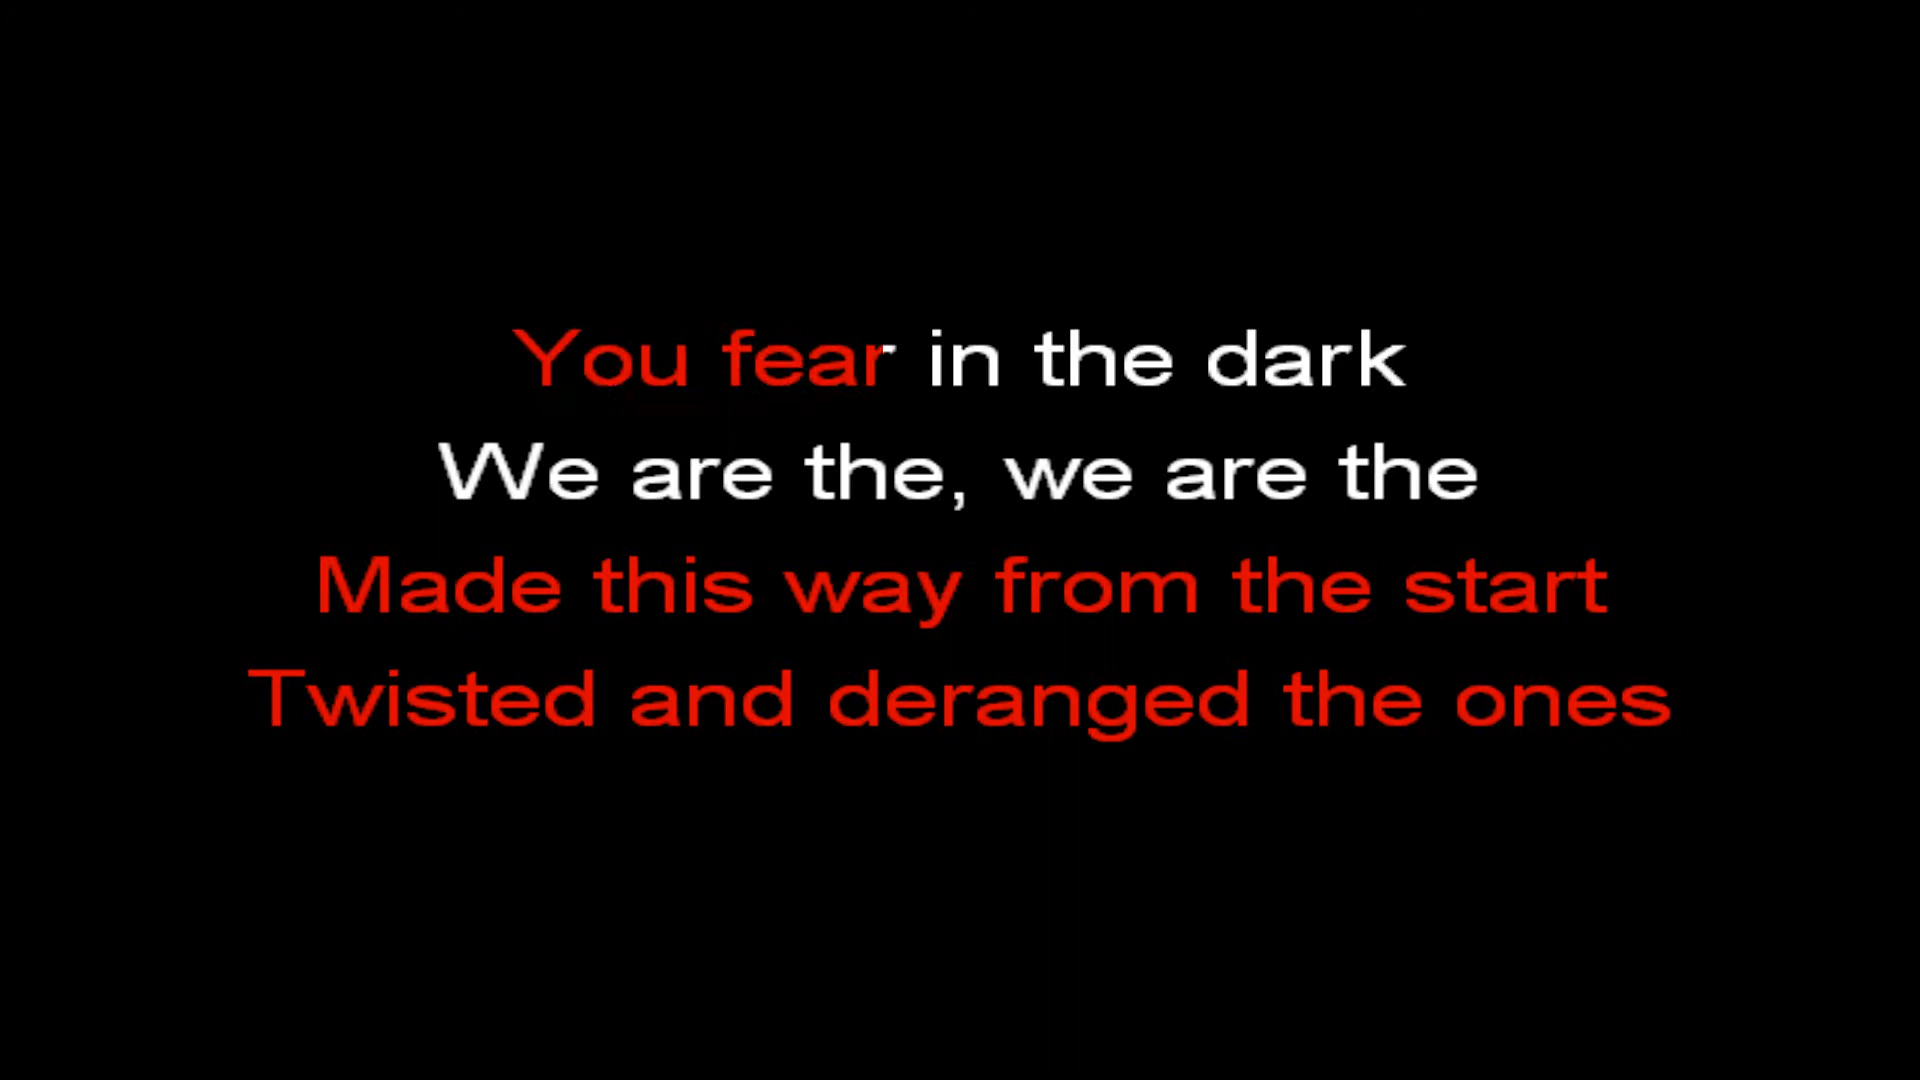 You fear in the dark
We are the, we are the
Made this way from the start
Twisted and deranged the ones